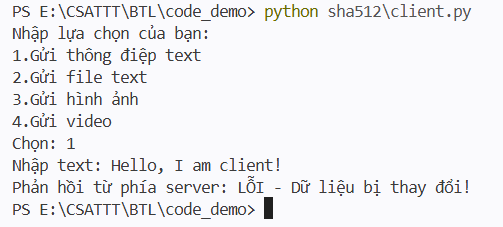 PS E:\CSATTT\BTL\code_demo> python sha512\client.py
Nhập lựa chọn của bạn:
1.Gửi thông điệp text
2.Gửi file text
3.Gửi hình ảnh
4.Gửi video
Chọn: 1
Nhập text: Hello, I am client!
Phản hồi từ phía server: LỖI - Dữ liệu bị thay đổi!
PS E:\CSATTT\BTL\code_demo>